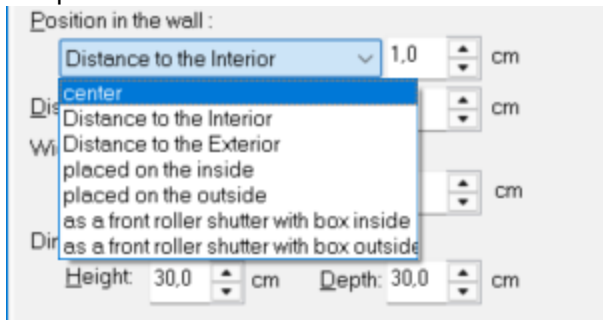 Position in the wall :
Distance to the Interior 1,0 cm
center
Dis cm
Distance to the Interior
Distance to the Exterior
placed on the inside
placed on the outside cm
as a front roller shutter with box inside
as a front roller shutter with box outside
Height: 30,0 cm Depth: 30,0 cm